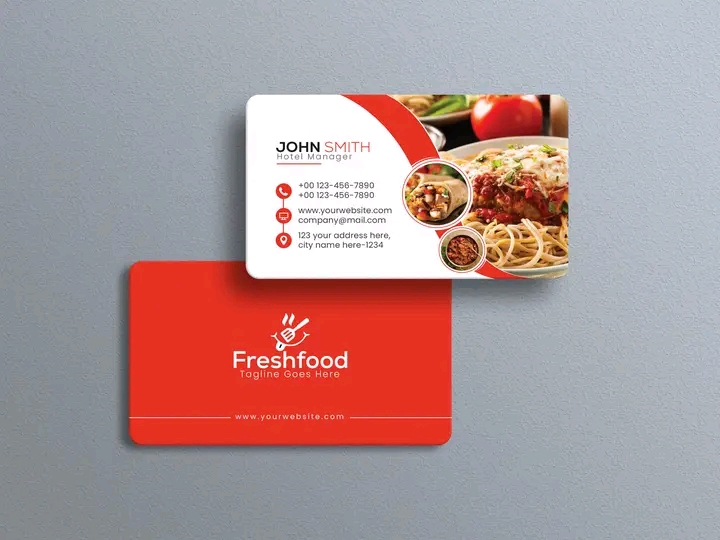 JOHN SMITH
Hotel Manager
+00 123-456-7890
+00 123-456-7890
www.yourwebsite.com
company@mail.com
123 your address here,
city name here-1234
Freshfood
Tagline Goes Here
www.yourwebsite.com